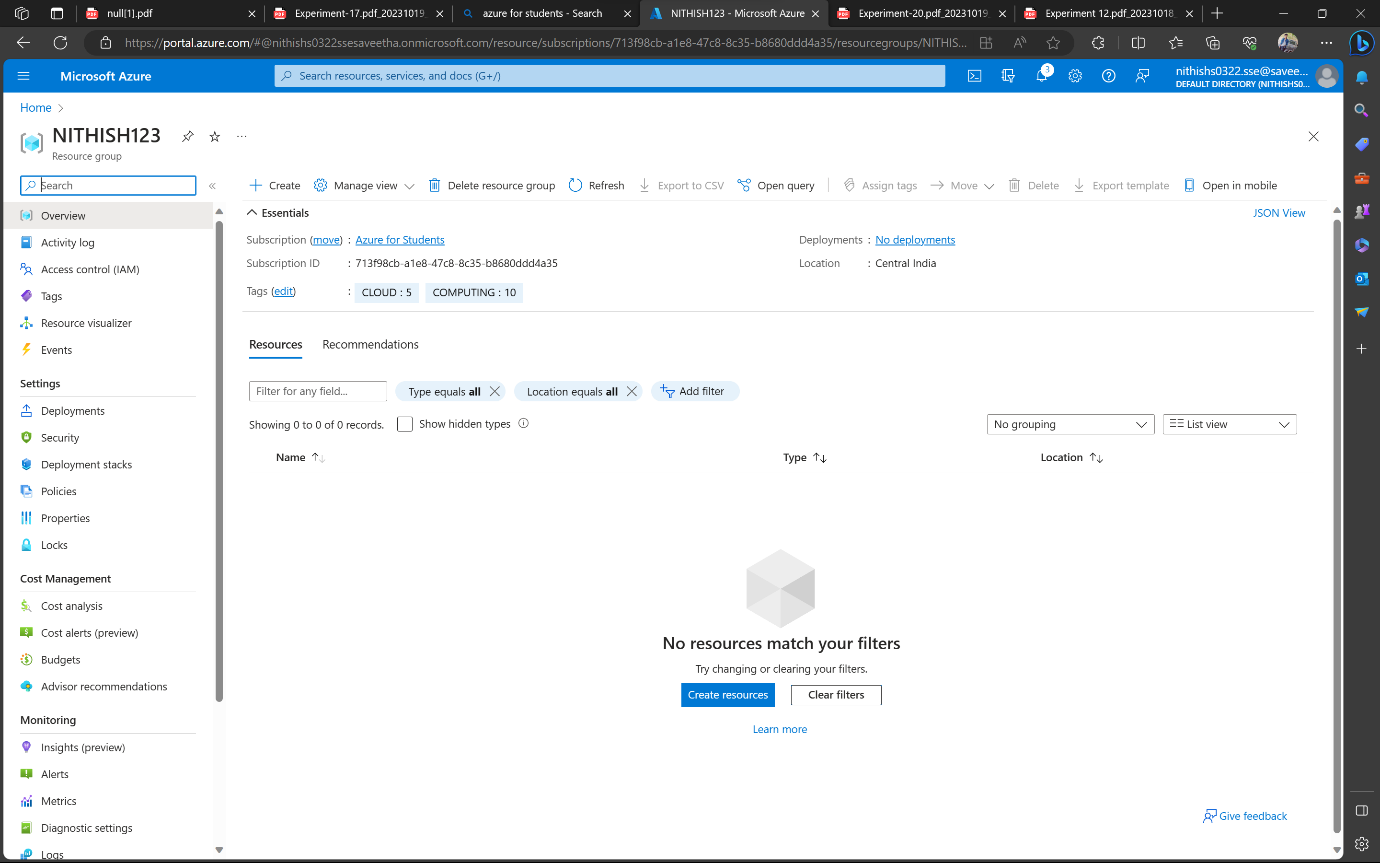 null[1].pdf
Experiment-17.pdf_20231019_
azure for students - Search
NITHISH123 - Microsoft Azure
Experiment-20.pdf_20231019_
Experiment 12.pdf_20231018_
https://portal.azure.com/#@nithishs0322ssesaveetha.onmicrosoft.com/resource/subscriptions/713f98cb-a1e8-47c8-8c35-b8680ddd4a35/resourcegroups/NITHIS...
Microsoft Azure
Search resources, services, and docs (G+/)
3
nithishs0322.sse@savee...
DEFAULT DIRECTORY (NITHISHS0...
Home
NITHISH123
Resource group
Search
Create
Manage view
Delete resource group
Refresh
Export to CSV
Open query
Assign tags
Move
Delete
Export template
Open in mobile
Overview
Activity log
Access control (IAM)
Tags
Resource visualizer
Events
Settings
Deployments
Security
Deployment stacks
Policies
Properties
Locks
Cost Management
Cost analysis
Cost alerts (preview)
Budgets
Advisor recommendations
Monitoring
Insights (preview)
Alerts
Metrics
Diagnostic settings
Logs
Essentials
JSON View
Subscription (move) : Azure for Students
Deployments : No deployments
Subscription ID : 713f98cb-a1e8-47c8-8c35-b8680ddd4a35
Location : Central India
Tags (edit) : CLOUD : 5 COMPUTING : 10
Resources
Recommendations
Filter for any field...
Type equals all
Location equals all
Add filter
Showing 0 to 0 of 0 records.
Show hidden types
No grouping
List view
Name
Type
Location
No resources match your filters
Try changing or clearing your filters.
Create resources
Clear filters
Learn more
Give feedback